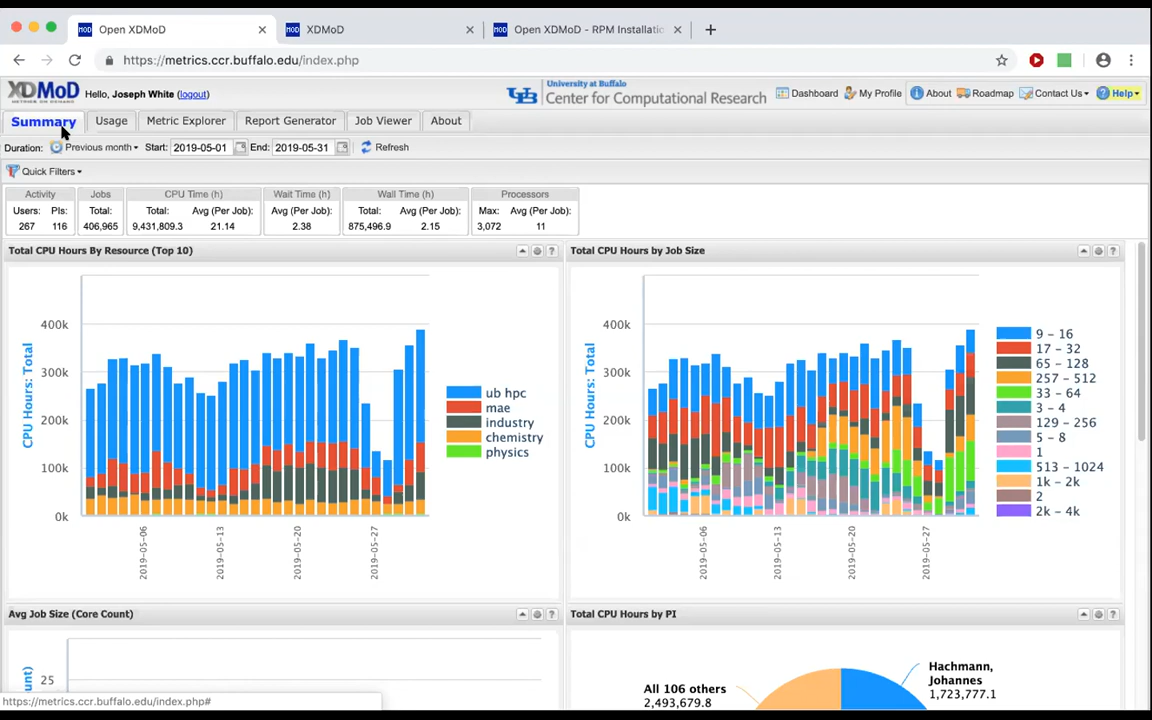 Open XDMoD
XDMoD
Open XDMoD - RPM Installatio
https://metrics.ccr.buffalo.edu/index.php
XDMoD
METRICS ON DEMAND
Hello, Joseph White (logout)
UB
University at Buffalo
Center for Computational Research
Dashboard
My Profile
About
Roadmap
Contact Us
Help
Summary
Usage
Metric Explorer
Report Generator
Job Viewer
About
Duration: Previous month Start: 2019-05-01 End: 2019-05-31 Refresh
Quick Filters
Activity Jobs CPU Time (h) Wait Time (h) Wall Time (h) Processors
Users: PIs: Total: Total: Avg (Per Job): Avg (Per Job): Total: Avg (Per Job): Max: Avg (Per Job):
267 116 406,965 9,431,809.3 21.14 2.38 875,496.9 2.15 3,072 11
Total CPU Hours By Resource (Top 10)
CPU Hours: Total
400k
300k
200k
100k
0k
2019-05-06
2019-05-13
2019-05-20
2019-05-27
ub hpc
mae
industry
chemistry
physics
Total CPU Hours by Job Size
CPU Hours: Total
400k
300k
200k
100k
0k
2019-05-06
2019-05-13
2019-05-20
2019-05-27
9 – 16
17 – 32
65 – 128
257 – 512
33 – 64
3 – 4
129 – 256
5 – 8
1
513 – 1024
1k – 2k
2
2k – 4k
Avg Job Size (Core Count)
unt)
25
Total CPU Hours by PI
All 106 others
2,493,679.8
Hachmann,
Johannes
1,723,777.1
https://metrics.ccr.buffalo.edu/index.php#